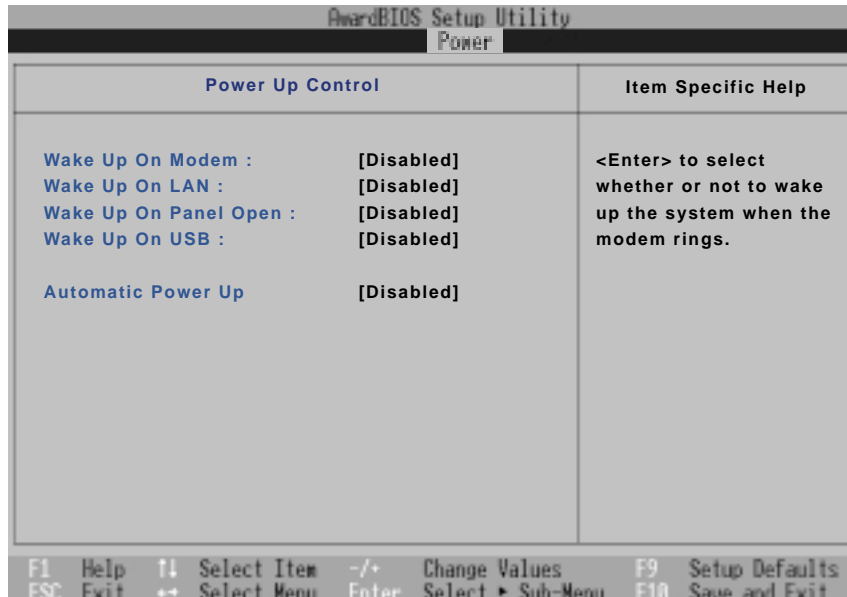 AwardBIOS Setup Utility
Power
Power Up Control
Item Specific Help
Wake Up On Modem : [Disabled]
Wake Up On LAN : [Disabled]
Wake Up On Panel Open : [Disabled]
Wake Up On USB : [Disabled]
Automatic Power Up [Disabled]
<Enter> to select
whether or not to wake
up the system when the
modem rings.
F1 Help ↑↓ Select Item -/+ Change Values F9 Setup Defaults
ESC Exit ←→ Select Menu Enter Select ► Sub-Menu F10 Save and Exit